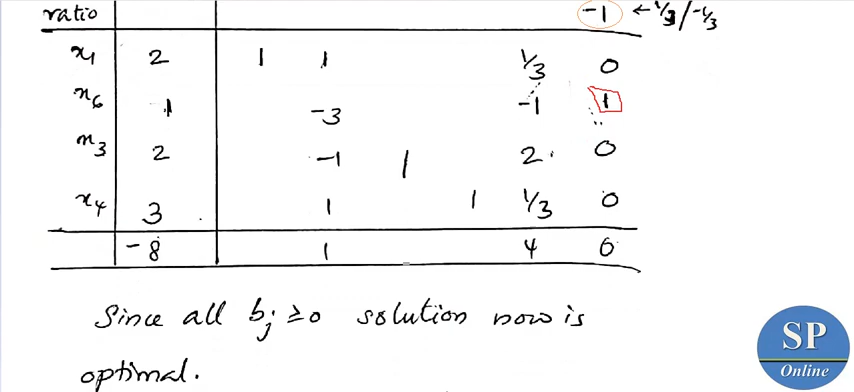 ratio -1 ← 1/3/-1/3
x1 2 1 1 1/3 0
x6 1 -3 -1 1
x3 2 -1 1 2 0
x4 3 1 1 1/3 0
-8 1 4 0
Since all bj ≥0 solution now is
optimal.
SP
Online